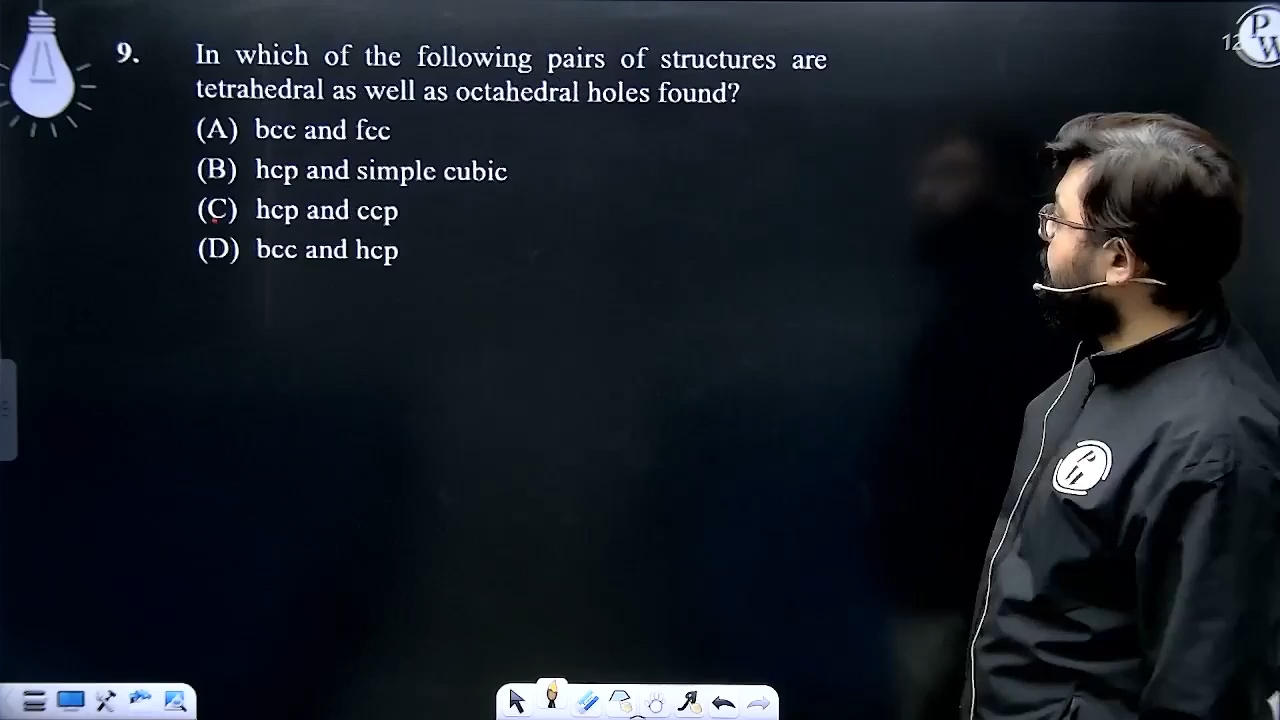 9. In which of the following pairs of structures are
tetrahedral as well as octahedral holes found?
(A) bcc and fcc
(B) hcp and simple cubic
(C) hcp and ccp
(D) bcc and hcp
12
P
W
P
W